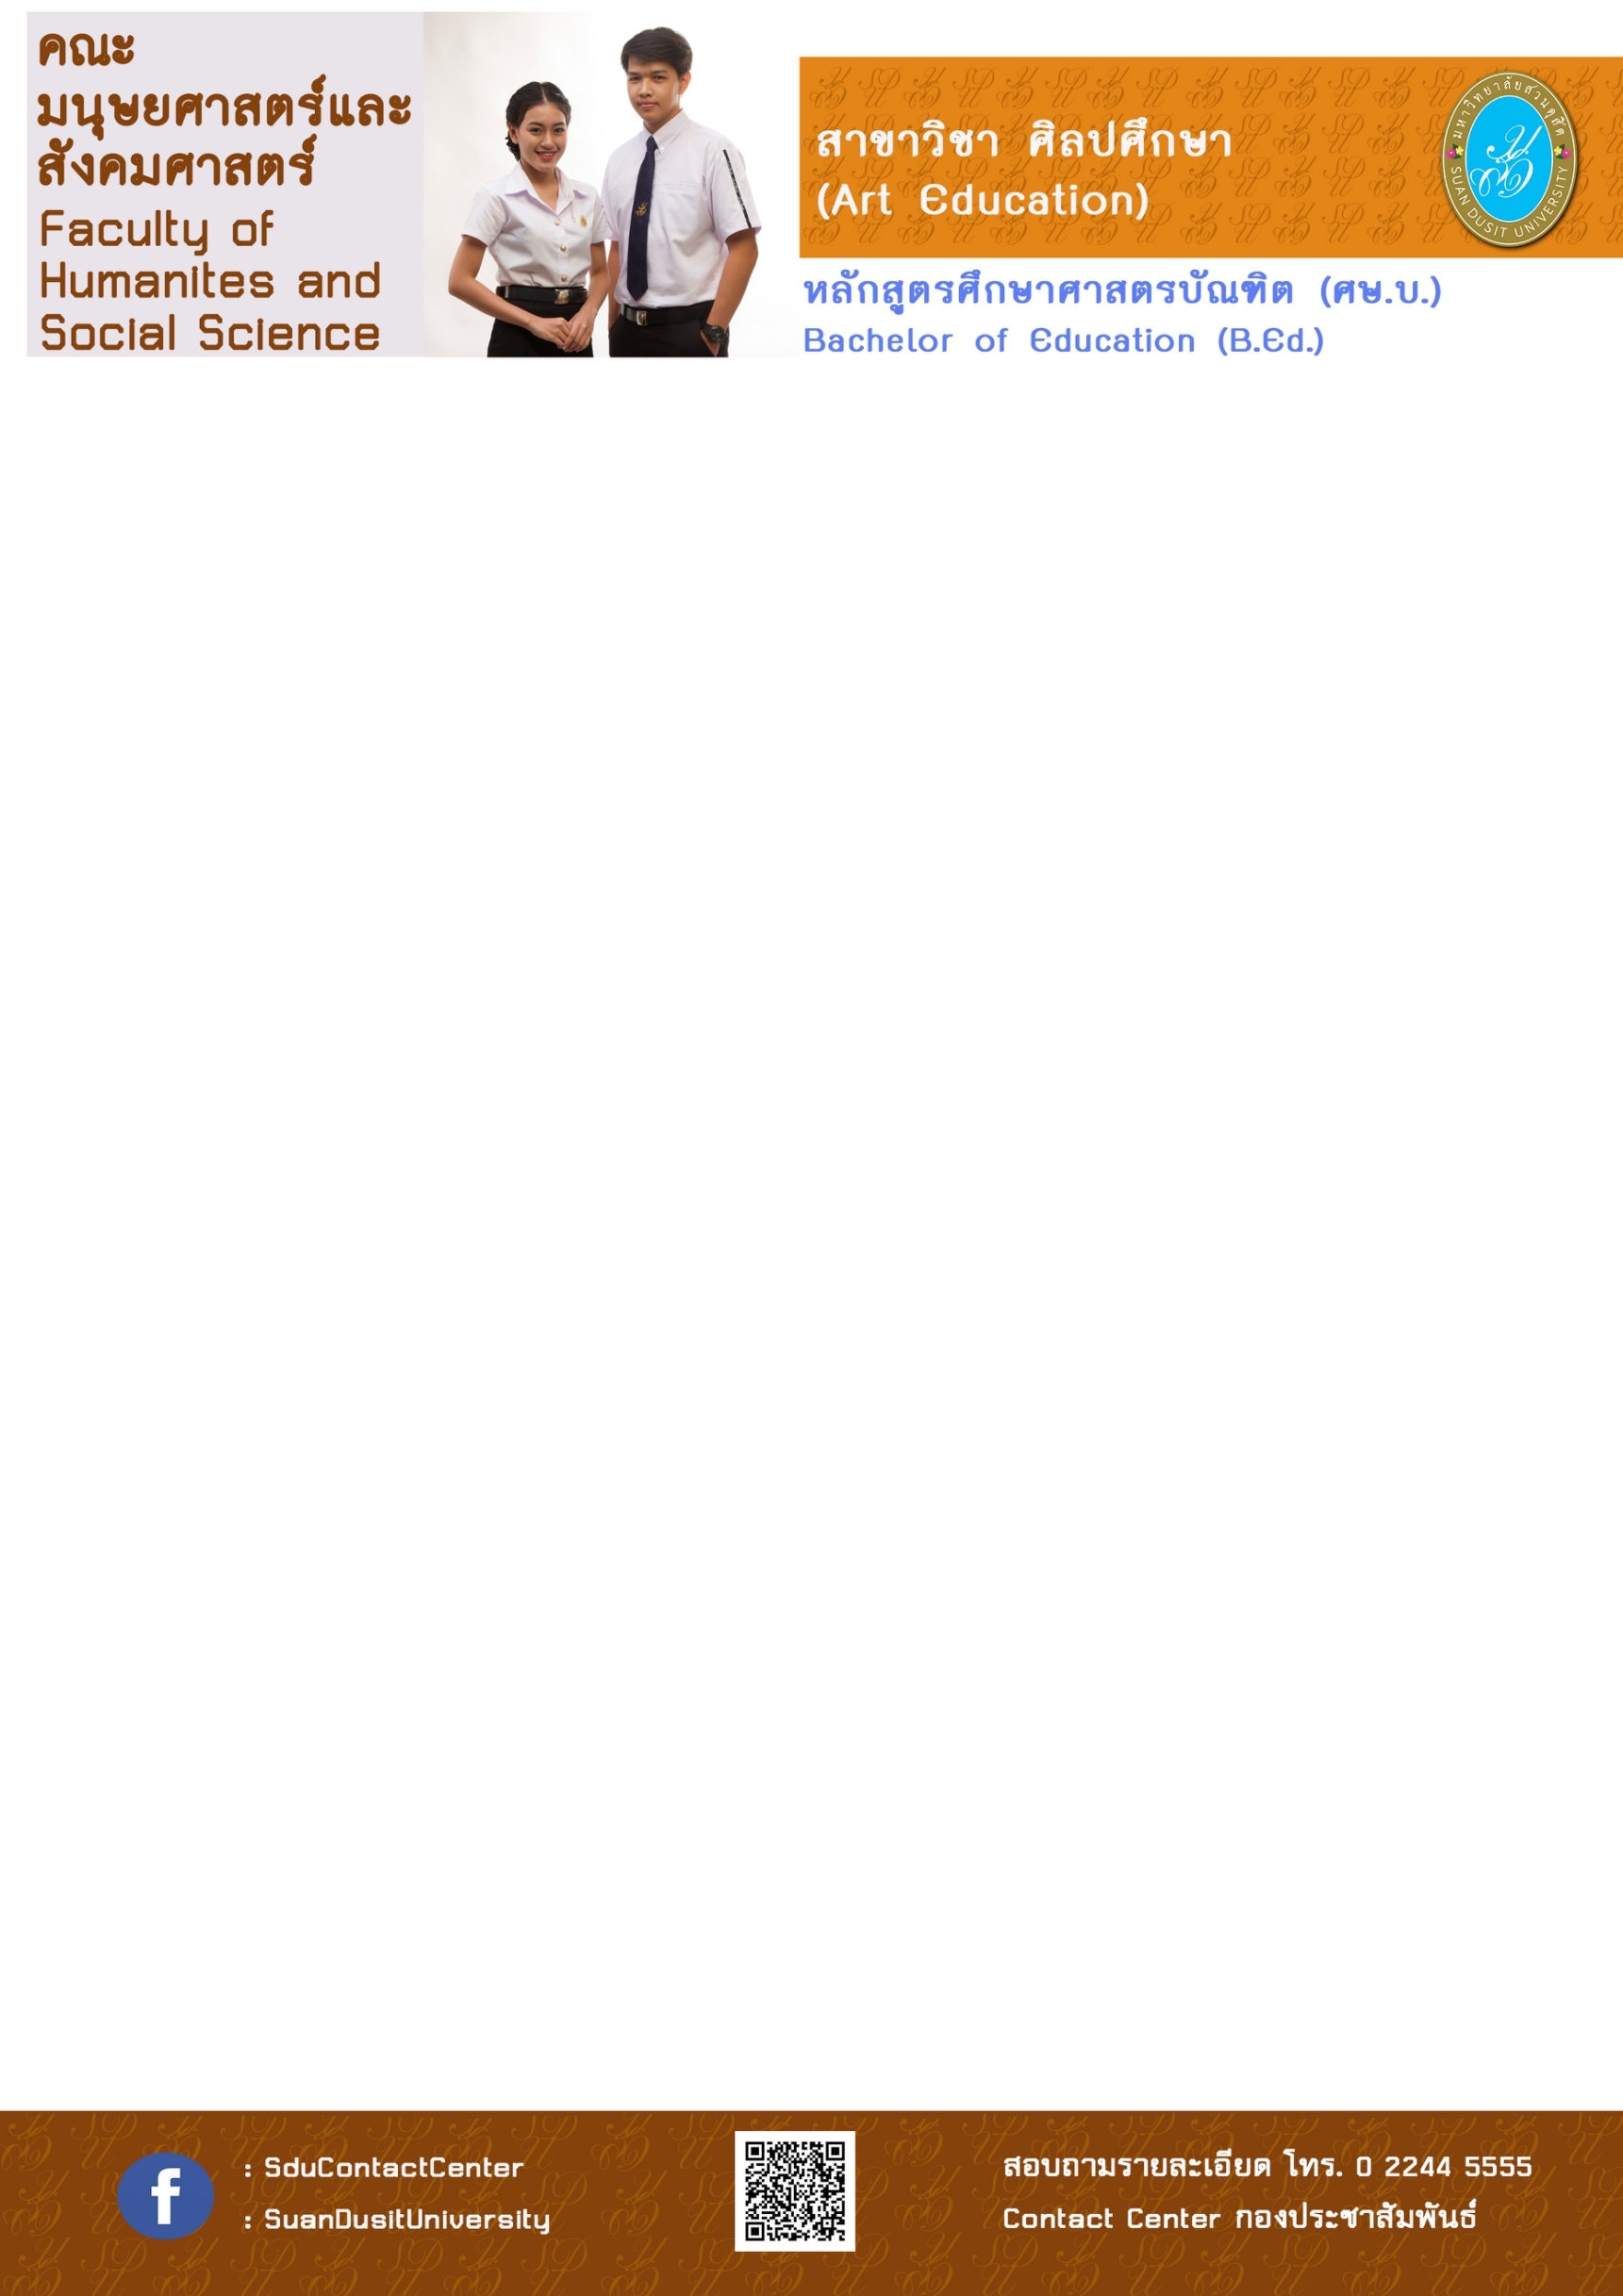 คณะ
มนุษยศาสตร์และ
สังคมศาสตร์
Faculty of
Humanites and
Social Science
สาขาวิชา ศิลปศึกษา
(Art Education)
มหาวิทยาลัยสวนดุสิต
SUAN DUSIT UNIVERSITY
หลักสูตรศึกษาศาสตรบัณฑิต (ศษ.บ.)
Bachelor of Education (B.Ed.)
: SduContactCenter
: SuanDusitUniversity
สอบถามรายละเอียด โทร. 0 2244 5555
Contact Center กองประชาสัมพันธ์